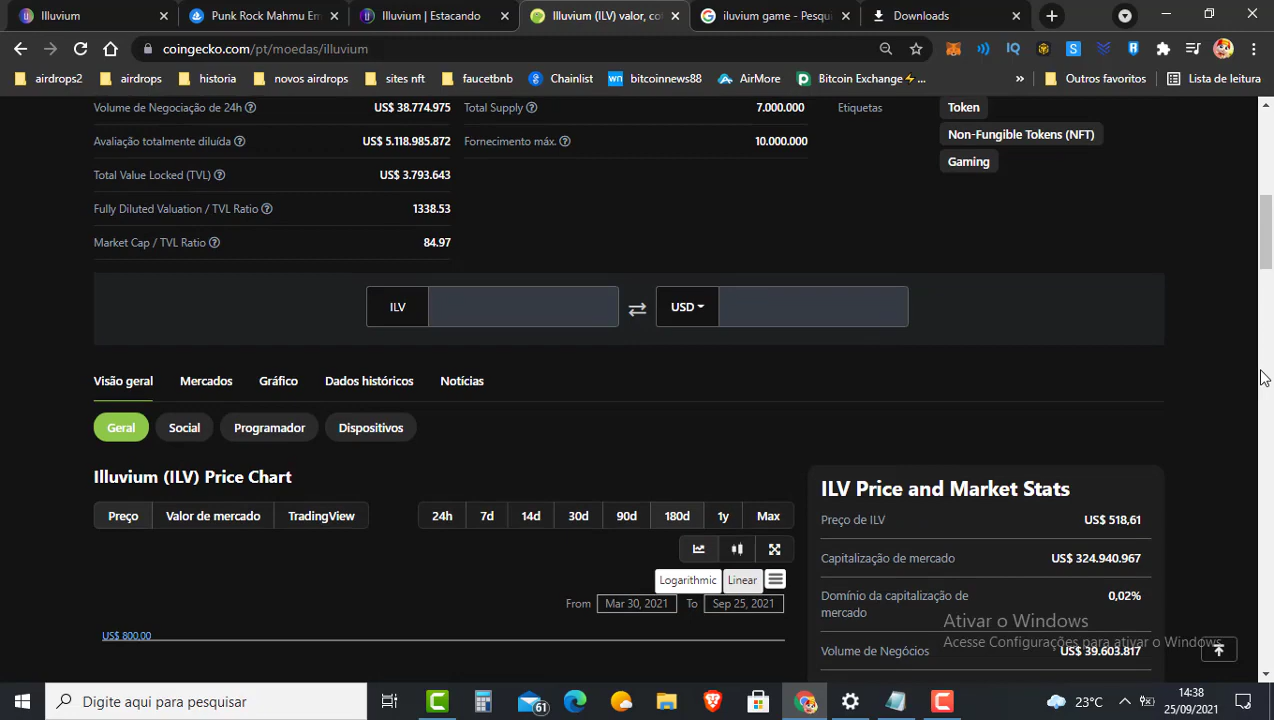 Illuvium
Punk Rock Mahmu Em
Illuvium | Estacando
Illuvium (ILV) valor, co
iluvium game - Pesqui
Downloads
coingecko.com/pt/moedas/illuvium
airdrops2
airdrops
historia
novos airdrops
sites nft
faucetbnb
Chainlist
wn bitcoinnews88
AirMore
Bitcoin Exchange⚡...
»
Outros favoritos
Lista de leitura
Volume de Negociação de 24h
US$ 38.774.975
Total Supply
7.000.000
Etiquetas
Token
Avaliação totalmente diluída
US$ 5.118.985.872
Fornecimento máx.
10.000.000
Non-Fungible Tokens (NFT)
Gaming
Total Value Locked (TVL)
US$ 3.793.643
Fully Diluted Valuation / TVL Ratio
1338.53
Market Cap / TVL Ratio
84.97
ILV
USD
Visão geral
Mercados
Gráfico
Dados históricos
Notícias
Geral
Social
Programador
Dispositivos
Illuvium (ILV) Price Chart
Preço
Valor de mercado
TradingView
24h
7d
14d
30d
90d
180d
1y
Max
Logarithmic
Linear
From
Mar 30, 2021
To
Sep 25, 2021
US$ 800.00
ILV Price and Market Stats
Preço de ILV
US$ 518,61
Capitalização de mercado
US$ 324.940.967
Domínio da capitalização de
mercado
0,02%
Volume de Negócios
US$ 39.603.817
Ativar o Windows
Acesse Configurações para ativar o Windows.
Digite aqui para pesquisar
61
23°C
14:38
25/09/2021